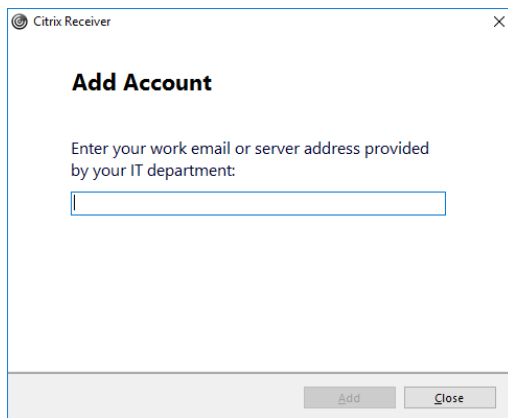 Citrix Receiver
Add Account
Enter your work email or server address provided
by your IT department:
Add
Close